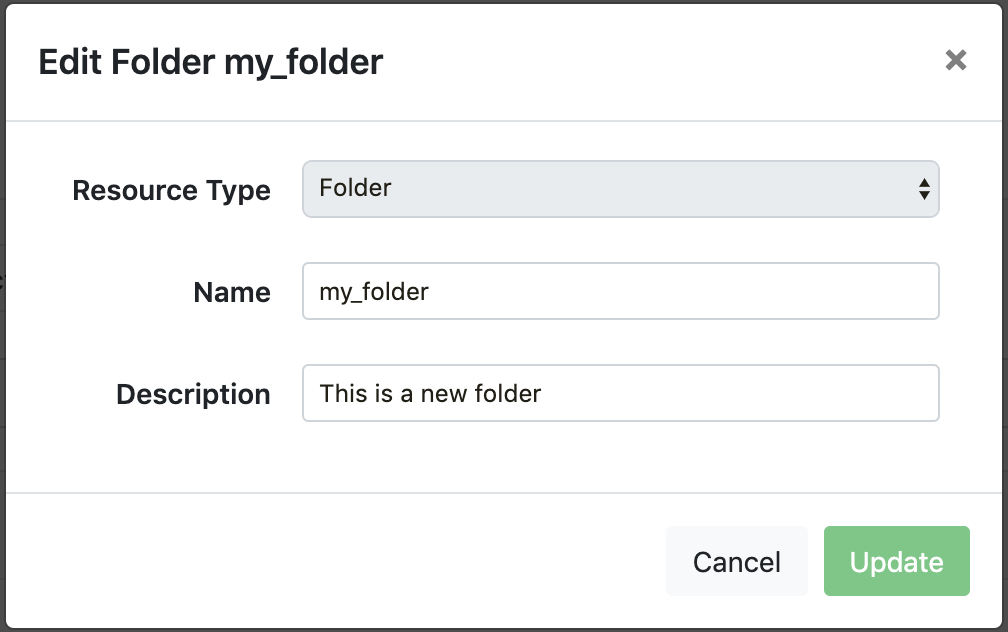 Edit Folder my_folder
Resource Type Folder
Name my_folder
Description This is a new folder
Cancel Update